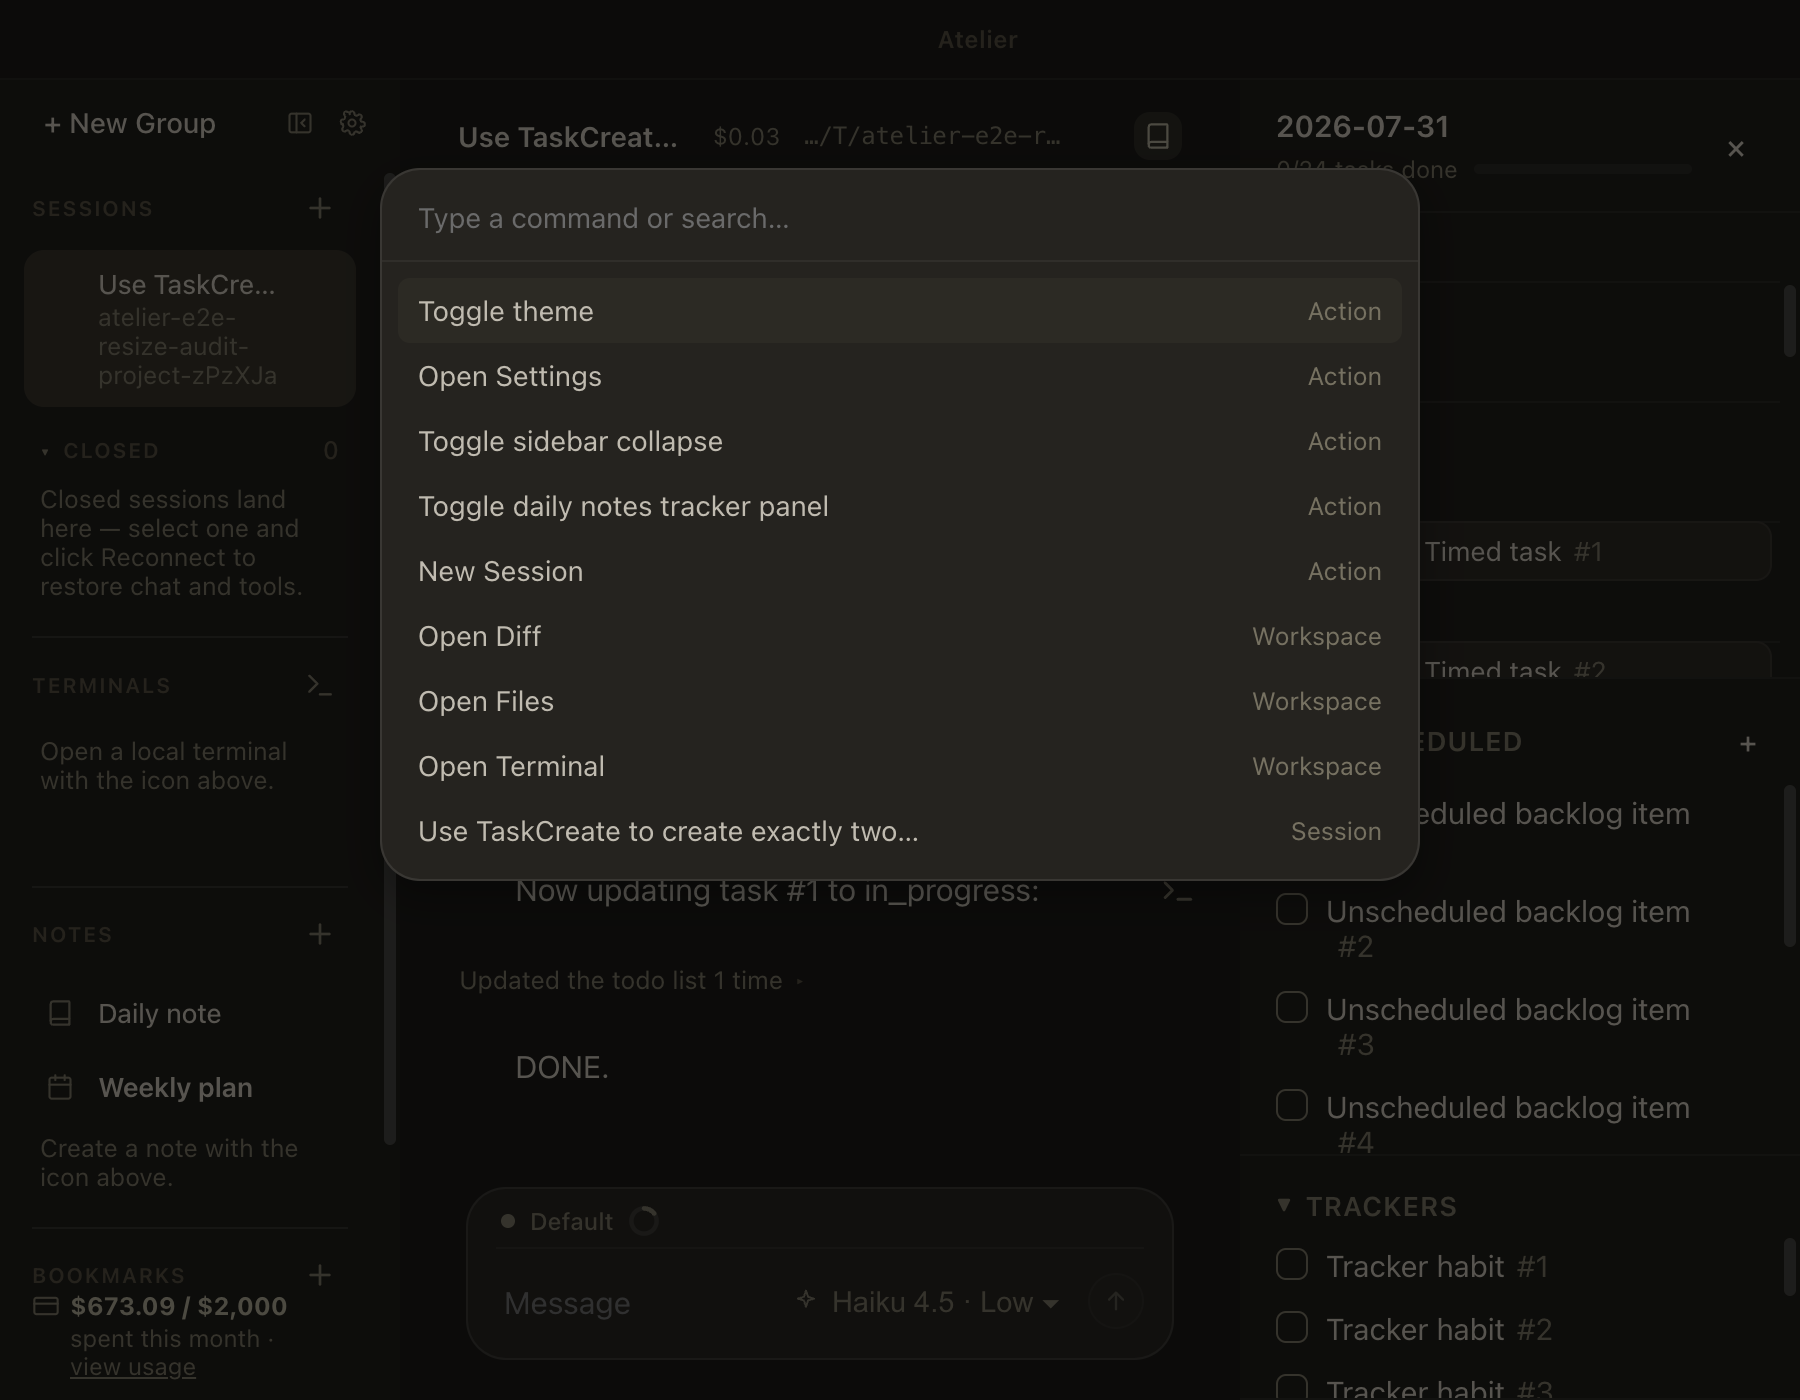 Atelier
+ New Group
SESSIONS
Use TaskCre...
atelier-e2e-
resize-audit-
project-zPzXJa
CLOSED 0
Closed sessions land
here — select one and
click Reconnect to
restore chat and tools.
TERMINALS
Open a local terminal
with the icon above.
NOTES
Daily note
Weekly plan
Create a note with the
icon above.
BOOKMARKS
$673.09 / $2,000
spent this month ·
view usage
Use TaskCreat... $0.03 …/T/atelier-e2e-r…
Type a command or search...
Toggle theme Action
Open Settings Action
Toggle sidebar collapse Action
Toggle daily notes tracker panel Action
New Session Action
Open Diff Workspace
Open Files Workspace
Open Terminal Workspace
Use TaskCreate to create exactly two... Session
Now updating task #1 to in_progress:
Updated the todo list 1 time
DONE.
Default
Message Haiku 4.5 · Low
2026-07-31
0/24 tasks done
Timed task #1
Timed task #2
EDULED
eduled backlog item
Unscheduled backlog item
#2
Unscheduled backlog item
#3
Unscheduled backlog item
#4
TRACKERS
Tracker habit #1
Tracker habit #2
Tracker habit #3